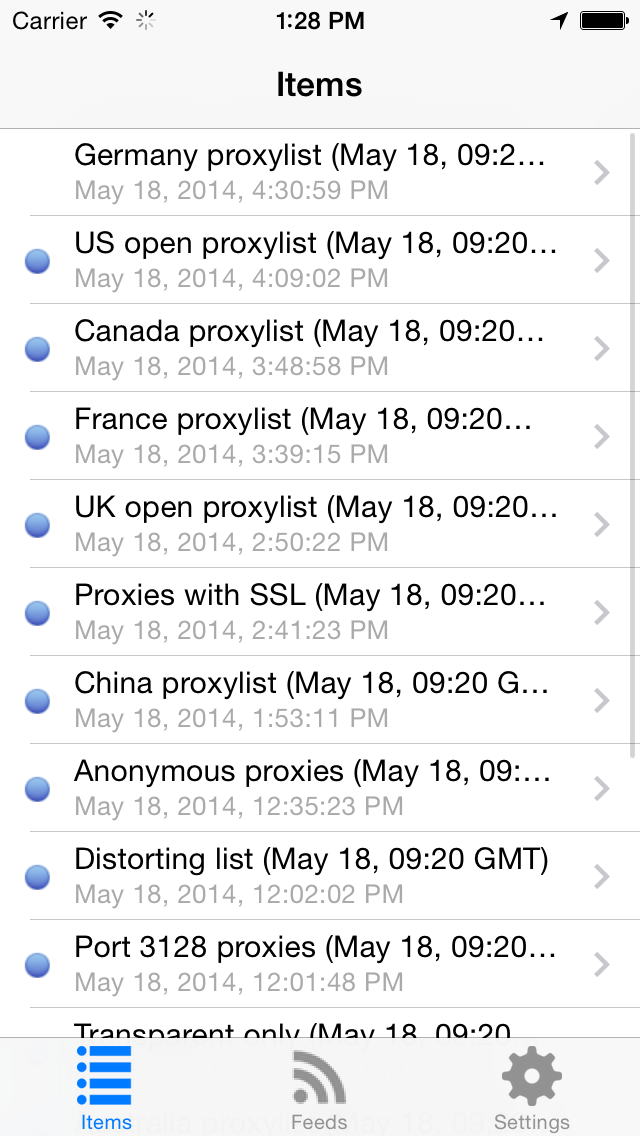 Carrier 1:28 PM
Items
Germany proxylist (May 18, 09:2...
May 18, 2014, 4:30:59 PM
US open proxylist (May 18, 09:20...
May 18, 2014, 4:09:02 PM
Canada proxylist (May 18, 09:20...
May 18, 2014, 3:48:58 PM
France proxylist (May 18, 09:20...
May 18, 2014, 3:39:15 PM
UK open proxylist (May 18, 09:20...
May 18, 2014, 2:50:22 PM
Proxies with SSL (May 18, 09:20...
May 18, 2014, 2:41:23 PM
China proxylist (May 18, 09:20 G...
May 18, 2014, 1:53:11 PM
Anonymous proxies (May 18, 09:...
May 18, 2014, 12:35:23 PM
Distorting list (May 18, 09:20 GMT)
May 18, 2014, 12:02:02 PM
Port 3128 proxies (May 18, 09:20...
May 18, 2014, 12:01:48 PM
Transparent only (May 18, 09:20
Items Feeds Settings